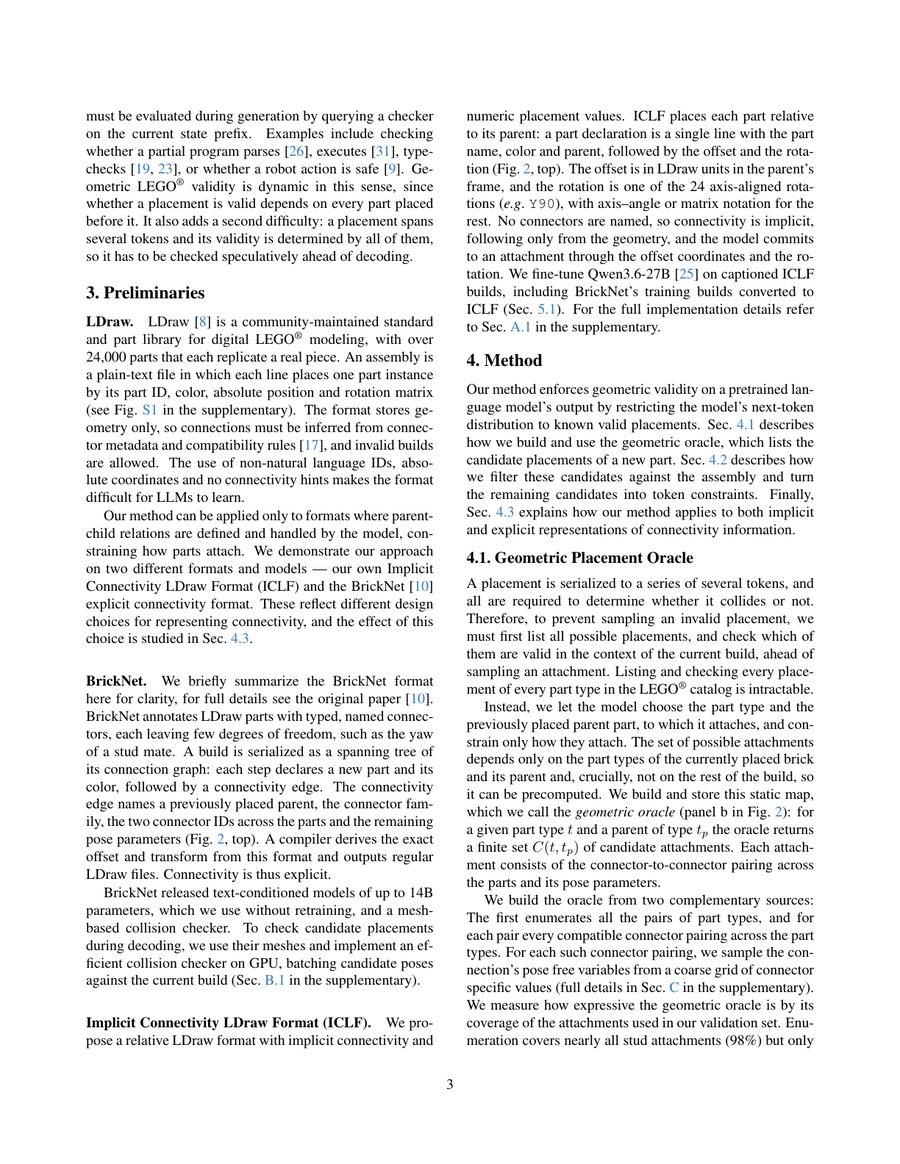 must be evaluated during generation by querying a checker
on the current state prefix. Examples include checking
whether a partial program parses [26], executes [31], type-
checks [19, 23], or whether a robot action is safe [9]. Ge-
ometric LEGO® validity is dynamic in this sense, since
whether a placement is valid depends on every part placed
before it. It also adds a second difficulty: a placement spans
several tokens and its validity is determined by all of them,
so it has to be checked speculatively ahead of decoding.
3. Preliminaries
LDraw. LDraw [8] is a community-maintained standard
and part library for digital LEGO® modeling, with over
24,000 parts that each replicate a real piece. An assembly is
a plain-text file in which each line places one part instance
by its part ID, color, absolute position and rotation matrix
(see Fig. S1 in the supplementary). The format stores ge-
ometry only, so connections must be inferred from connec-
tor metadata and compatibility rules [17], and invalid builds
are allowed. The use of non-natural language IDs, abso-
lute coordinates and no connectivity hints makes the format
difficult for LLMs to learn.
Our method can be applied only to formats where parent-
child relations are defined and handled by the model, con-
straining how parts attach. We demonstrate our approach
on two different formats and models — our own Implicit
Connectivity LDraw Format (ICLF) and the BrickNet [10]
explicit connectivity format. These reflect different design
choices for representing connectivity, and the effect of this
choice is studied in Sec. 4.3.
BrickNet. We briefly summarize the BrickNet format
here for clarity, for full details see the original paper [10].
BrickNet annotates LDraw parts with typed, named connec-
tors, each leaving few degrees of freedom, such as the yaw
of a stud mate. A build is serialized as a spanning tree of
its connection graph: each step declares a new part and its
color, followed by a connectivity edge. The connectivity
edge names a previously placed parent, the connector fam-
ily, the two connector IDs across the parts and the remaining
pose parameters (Fig. 2, top). A compiler derives the exact
offset and transform from this format and outputs regular
LDraw files. Connectivity is thus explicit.
BrickNet released text-conditioned models of up to 14B
parameters, which we use without retraining, and a mesh-
based collision checker. To check candidate placements
during decoding, we use their meshes and implement an ef-
ficient collision checker on GPU, batching candidate poses
against the current build (Sec. B.1 in the supplementary).
Implicit Connectivity LDraw Format (ICLF). We pro-
pose a relative LDraw format with implicit connectivity and
numeric placement values. ICLF places each part relative
to its parent: a part declaration is a single line with the part
name, color and parent, followed by the offset and the rota-
tion (Fig. 2, top). The offset is in LDraw units in the parent's
frame, and the rotation is one of the 24 axis-aligned rota-
tions (e.g. Y90), with axis–angle or matrix notation for the
rest. No connectors are named, so connectivity is implicit,
following only from the geometry, and the model commits
to an attachment through the offset coordinates and the ro-
tation. We fine-tune Qwen3.6-27B [25] on captioned ICLF
builds, including BrickNet's training builds converted to
ICLF (Sec. 5.1). For the full implementation details refer
to Sec. A.1 in the supplementary.
4. Method
Our method enforces geometric validity on a pretrained lan-
guage model's output by restricting the model's next-token
distribution to known valid placements. Sec. 4.1 describes
how we build and use the geometric oracle, which lists the
candidate placements of a new part. Sec. 4.2 describes how
we filter these candidates against the assembly and turn
the remaining candidates into token constraints. Finally,
Sec. 4.3 explains how our method applies to both implicit
and explicit representations of connectivity information.
4.1. Geometric Placement Oracle
A placement is serialized to a series of several tokens, and
all are required to determine whether it collides or not.
Therefore, to prevent sampling an invalid placement, we
must first list all possible placements, and check which of
them are valid in the context of the current build, ahead of
sampling an attachment. Listing and checking every place-
ment of every part type in the LEGO® catalog is intractable.
Instead, we let the model choose the part type and the
previously placed parent part, to which it attaches, and con-
strain only how they attach. The set of possible attachments
depends only on the part types of the currently placed brick
and its parent and, crucially, not on the rest of the build, so
it can be precomputed. We build and store this static map,
which we call the geometric oracle (panel b in Fig. 2): for
a given part type t and a parent of type tₚ the oracle returns
a finite set C(t, tₚ) of candidate attachments. Each attach-
ment consists of the connector-to-connector pairing across
the parts and its pose parameters.
We build the oracle from two complementary sources:
The first enumerates all the pairs of part types, and for
each pair every compatible connector pairing across the part
types. For each such connector pairing, we sample the con-
nection's pose free variables from a coarse grid of connector
specific values (full details in Sec. C in the supplementary).
We measure how expressive the geometric oracle is by its
coverage of the attachments used in our validation set. Enu-
meration covers nearly all stud attachments (98%) but only
3